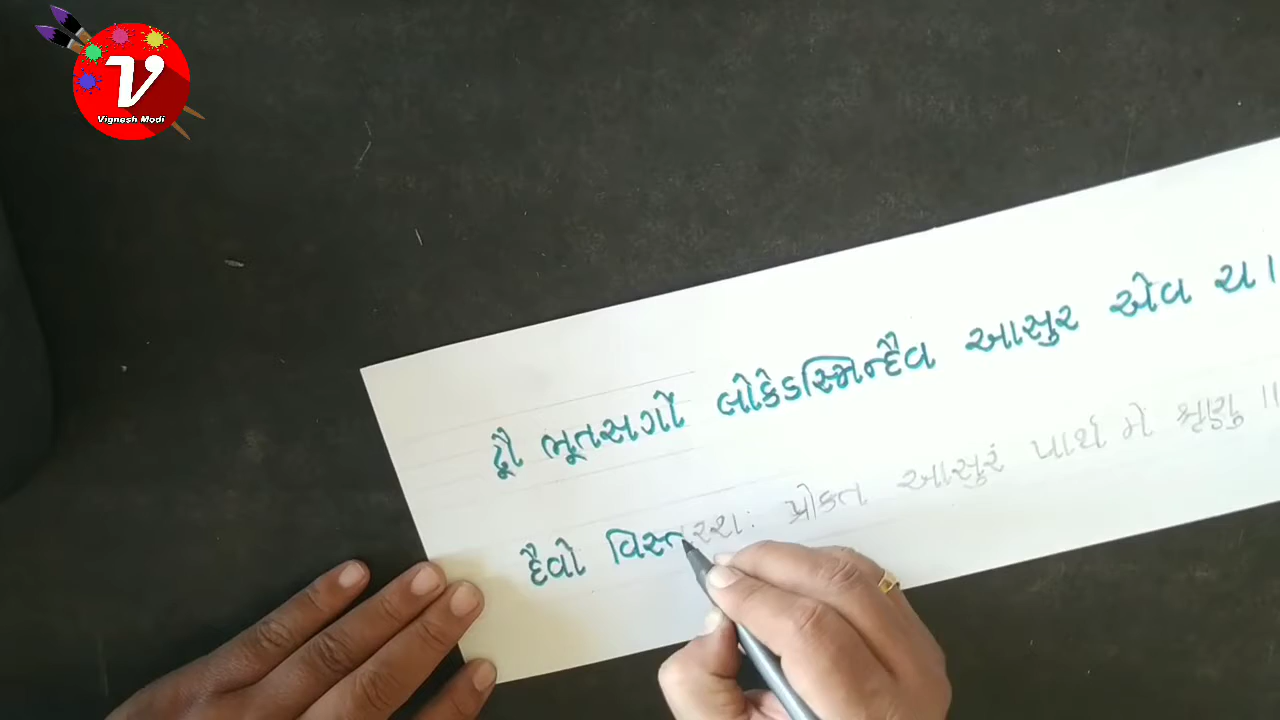 V
Vignesh Modi
દ્વૌ ભૂતસર્ગૌ લોકેઽસ્મિન્દૈવ આસુર એવ ચ।
દૈવો વિસ્તરશઃ પ્રોક્ત આસુરં પાર્થ મે શ્રૃણુ ॥